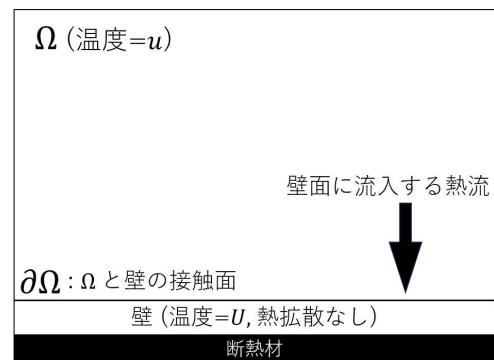 Ω (温度=u)
壁面に流入する熱流
∂Ω : Ω と壁の接触面
壁 (温度=U, 熱拡散なし)
断熱材